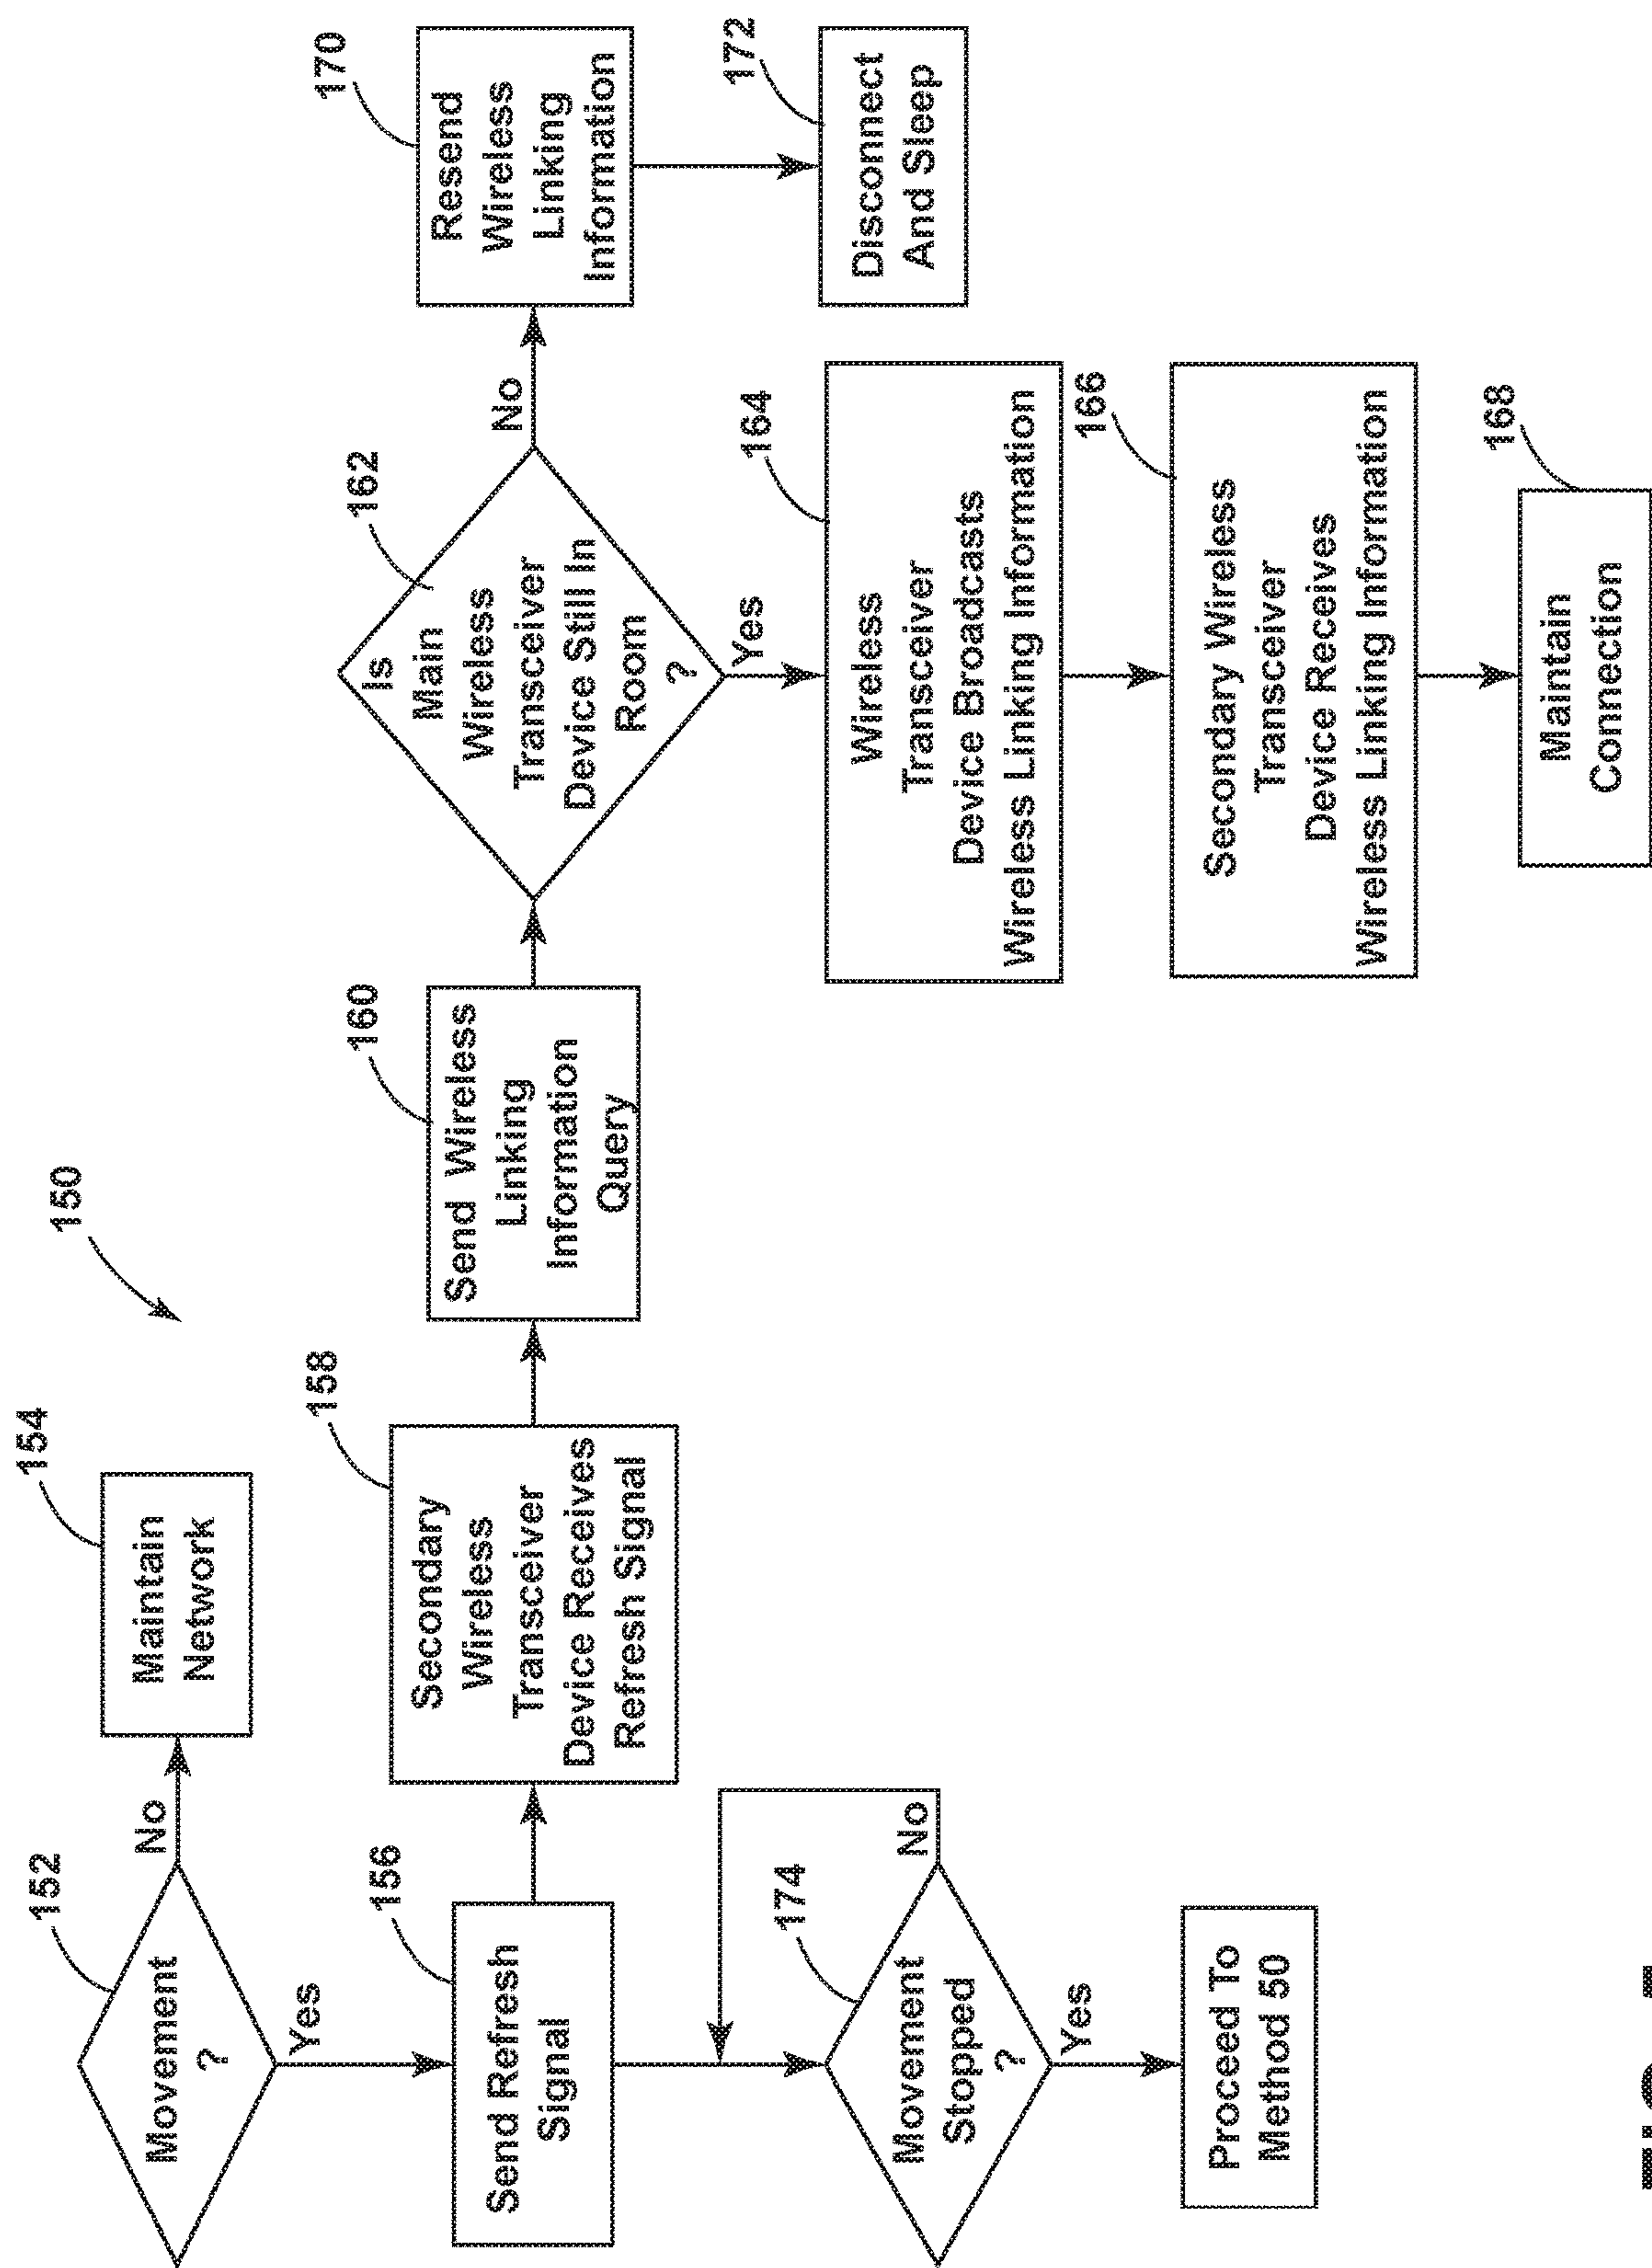 150
152
Movement
?
No
Yes
154
Maintain
Network
156
Send Refresh
Signal
158
Secondary
Wireless
Transceiver
Device Receives
Refresh Signal
160
Send Wireless
Linking
Information
Query
162
Is
Main
Wireless
Transceiver
Device Still In
Room
?
No
Yes
170
Resend
Wireless
Linking
Information
172
Disconnect
And Sleep
164
Wireless
Transceiver
Device Broadcasts
Wireless Linking Information
166
Secondary Wireless
Transceiver
Device Receives
Wireless Linking Information
168
Maintain
Connection
174
Movement
Stopped
?
No
Yes
Proceed To
Method 50